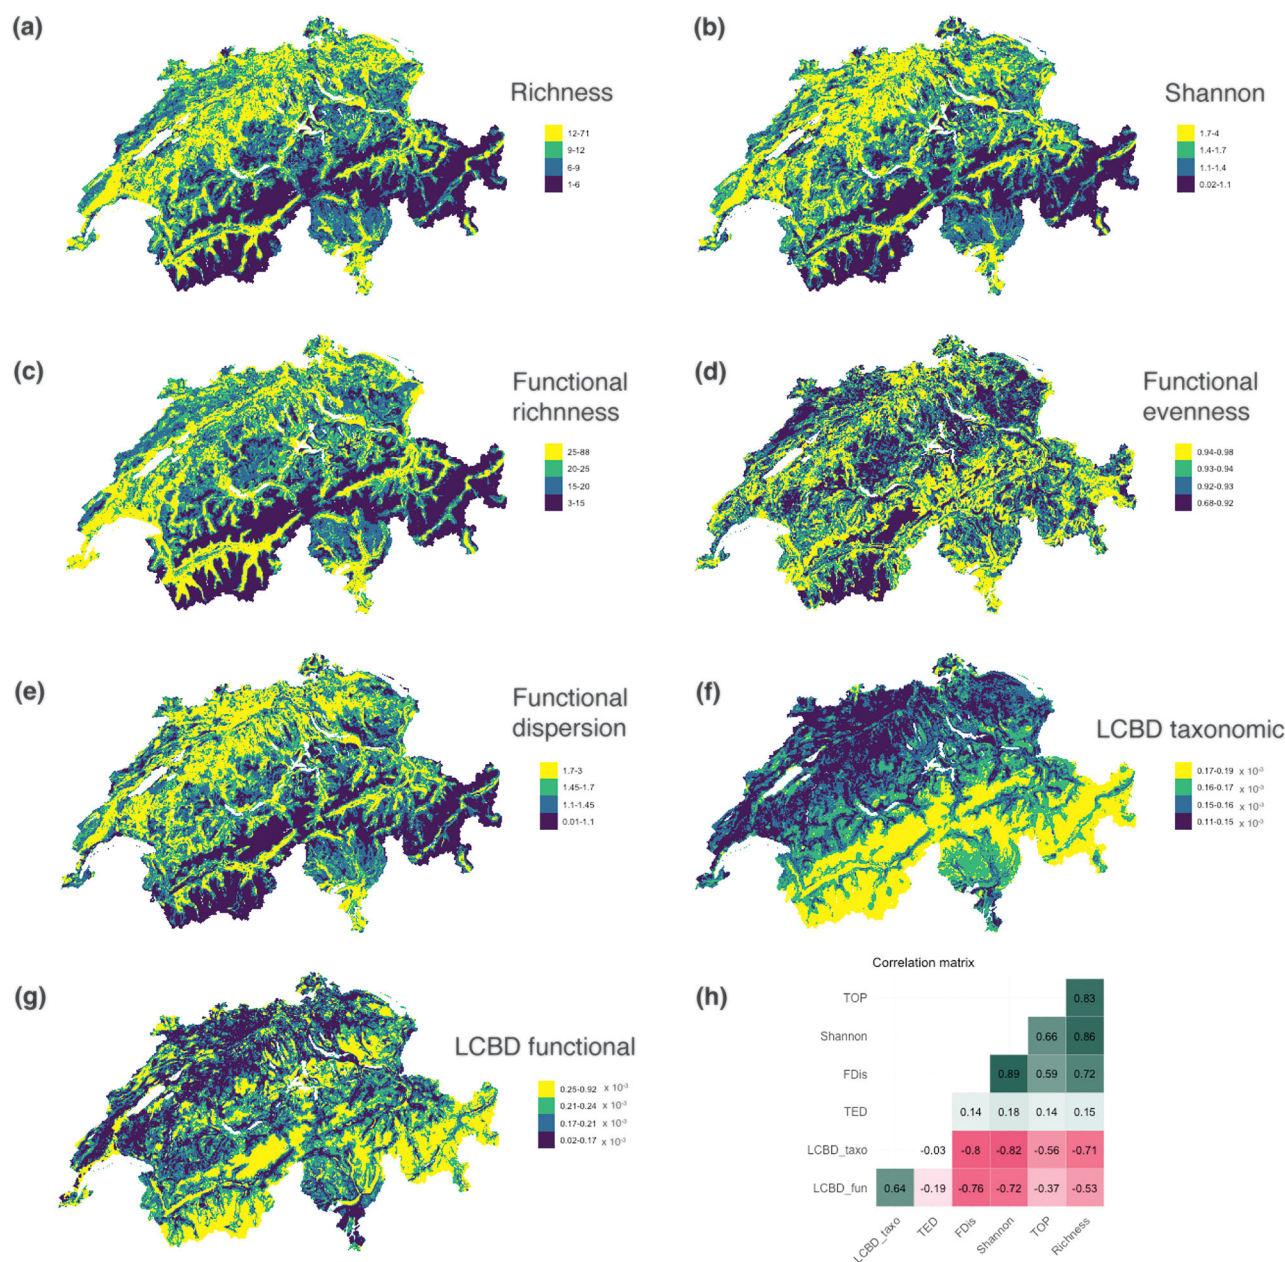 (a)
Richness
12-71
9-12
6-9
1-6
(b)
Shannon
1.7-4
1.4-1.7
1.1-1.4
0.02-1.1
(c)
Functional
richnness
25-88
20-25
15-20
3-15
(d)
Functional
evenness
0.94-0.98
0.93-0.94
0.92-0.93
0.68-0.92
(e)
Functional
dispersion
1.7-3
1.45-1.7
1.1-1.45
0.01-1.1
(f)
LCBD taxonomic
0.17-0.19 x 10⁻³
0.16-0.17 x 10⁻³
0.15-0.16 x 10⁻³
0.11-0.15 x 10⁻³
(g)
LCBD functional
0.25-0.92 x 10⁻³
0.21-0.24 x 10⁻³
0.17-0.21 x 10⁻³
0.02-0.17 x 10⁻³
(h)
Correlation matrix
TOP 0.83
Shannon 0.66 0.86
FDis 0.89 0.59 0.72
TED 0.14 0.18 0.14 0.15
LCBD_taxo -0.03 -0.8 -0.82 -0.56 -0.71
LCBD_fun 0.64 -0.19 -0.76 -0.72 -0.37 -0.53
LCBD_taxo TED FDis Shannon TOP Richness